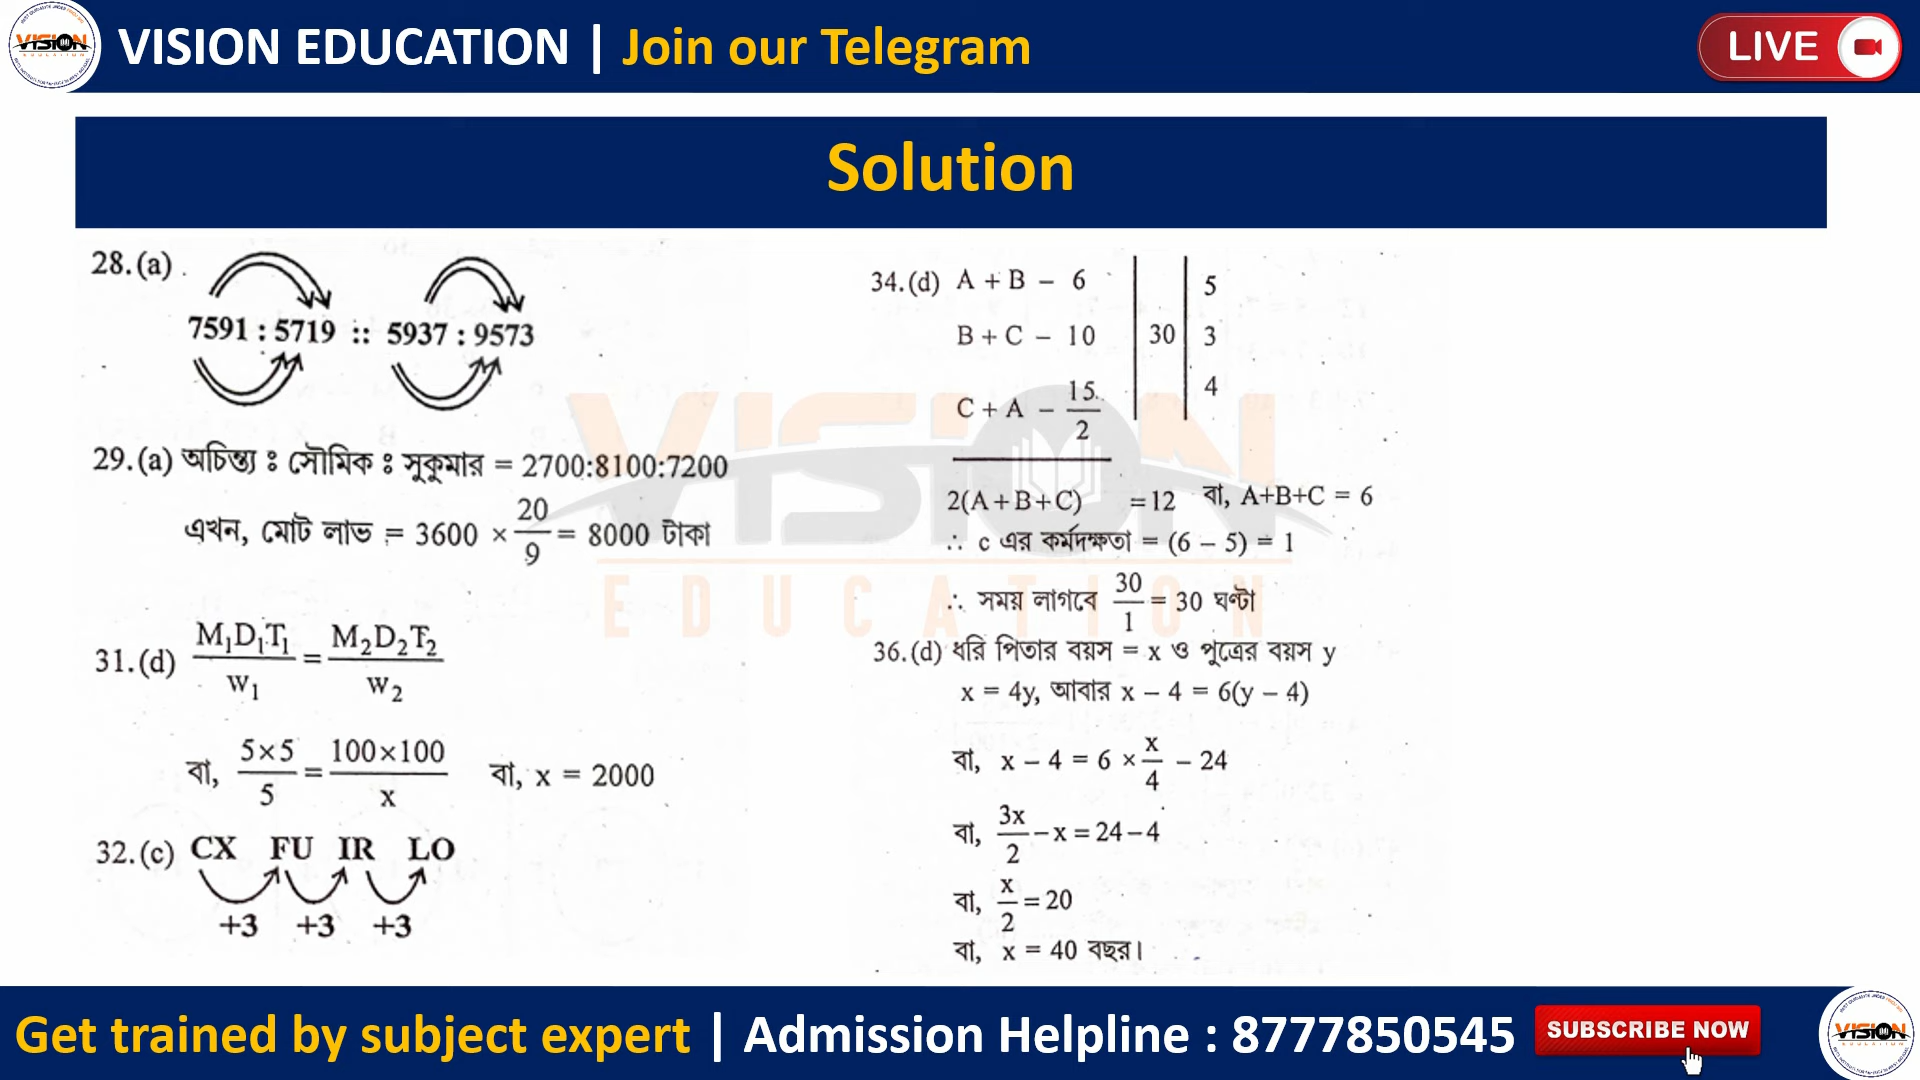 VISION EDUCATION | Join our Telegram
LIVE
Solution
28.(a)
7591 : 5719 :: 5937 : 9573
29.(a) অচিন্ত্য ঃ সৌমিক ঃ সুকুমার = 2700:8100:7200
এখন, মোট লাভ = 3600 × 20/9 = 8000 টাকা
31.(d) M₁D₁T₁/W₁ = M₂D₂T₂/W₂
বা, 5×5/5 = 100×100/x বা, x = 2000
32.(c) CX FU IR LO
+3 +3 +3
34.(d) A + B – 6 5
B + C – 10 30 3
C + A – 15/2 4
2(A+B+C) =12 বা, A+B+C = 6
∴ c এর কর্মদক্ষতা = (6 – 5) = 1
∴ সময় লাগবে 30/1 = 30 ঘণ্টা
36.(d) ধরি পিতার বয়স = x ও পুত্রের বয়স y
x = 4y, আবার x – 4 = 6(y – 4)
বা, x – 4 = 6 × x/4 – 24
বা, 3x/2 – x = 24 – 4
বা, x/2 = 20
বা, x = 40 বছর।
VISION
EDUCATION
Get trained by subject expert | Admission Helpline : 8777850545
SUBSCRIBE NOW